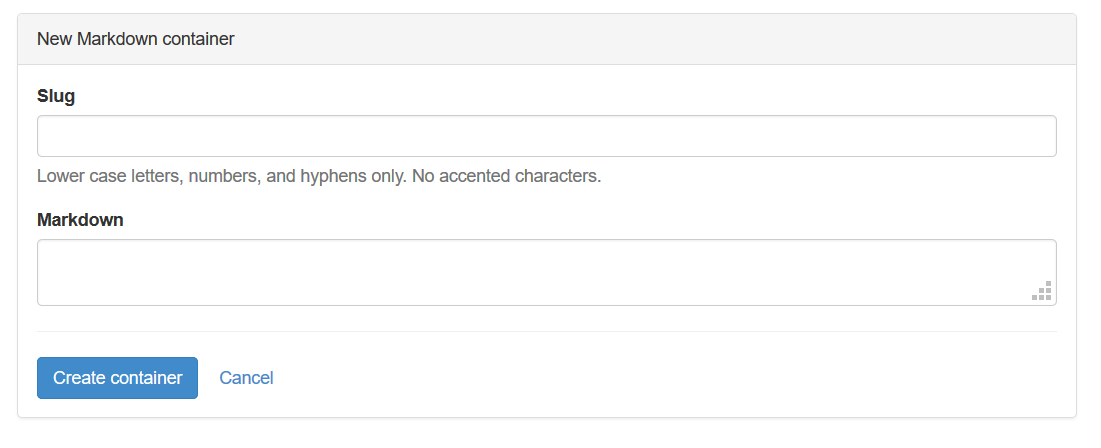 New Markdown container
Slug
Lower case letters, numbers, and hyphens only. No accented characters.
Markdown
Create container
Cancel